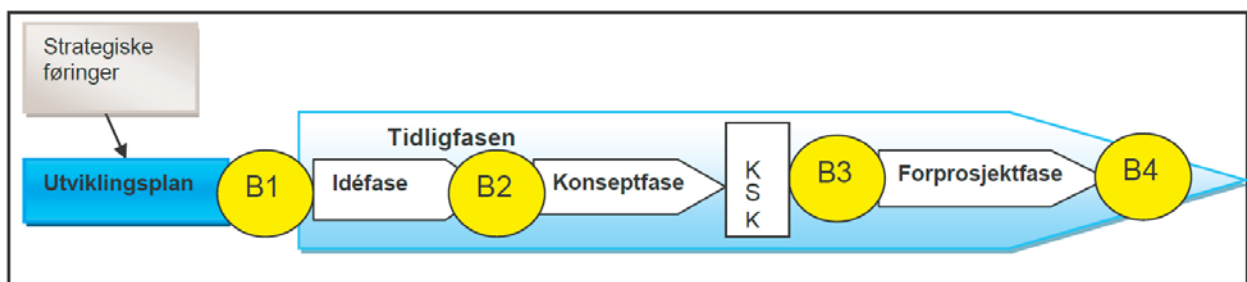 Strategiske
føringer
Tidligfasen
Utviklingsplan
B1
Idéfase
B2
Konseptfase
K
S
K
B3
Forprosjektfase
B4